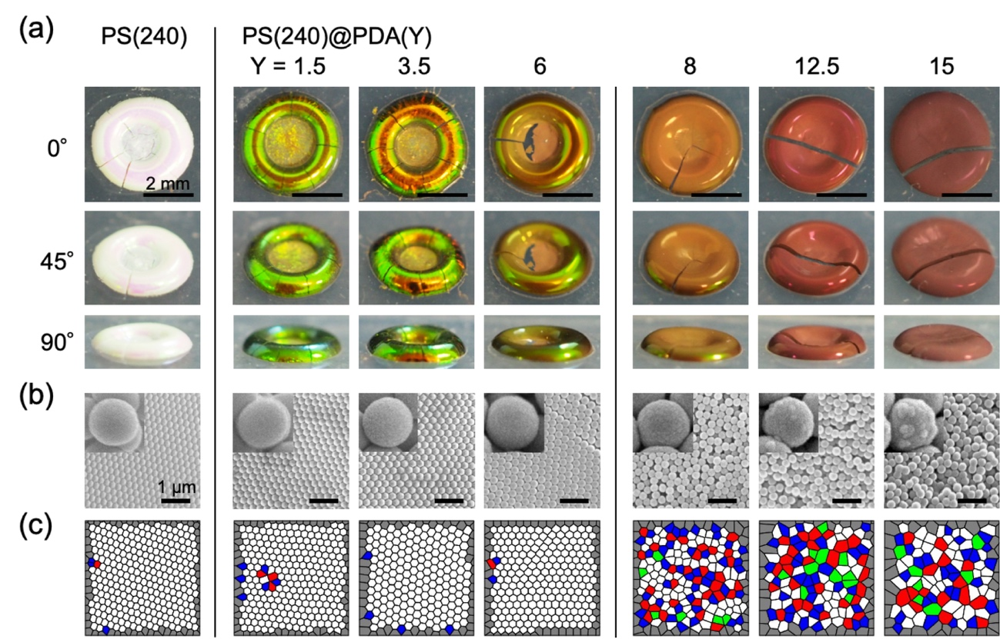 (a)
PS(240)
PS(240)@PDA(Y)
Y = 1.5
3.5
6
8
12.5
15
0°
2 mm
45°
90°
(b)
1 μm
(c)